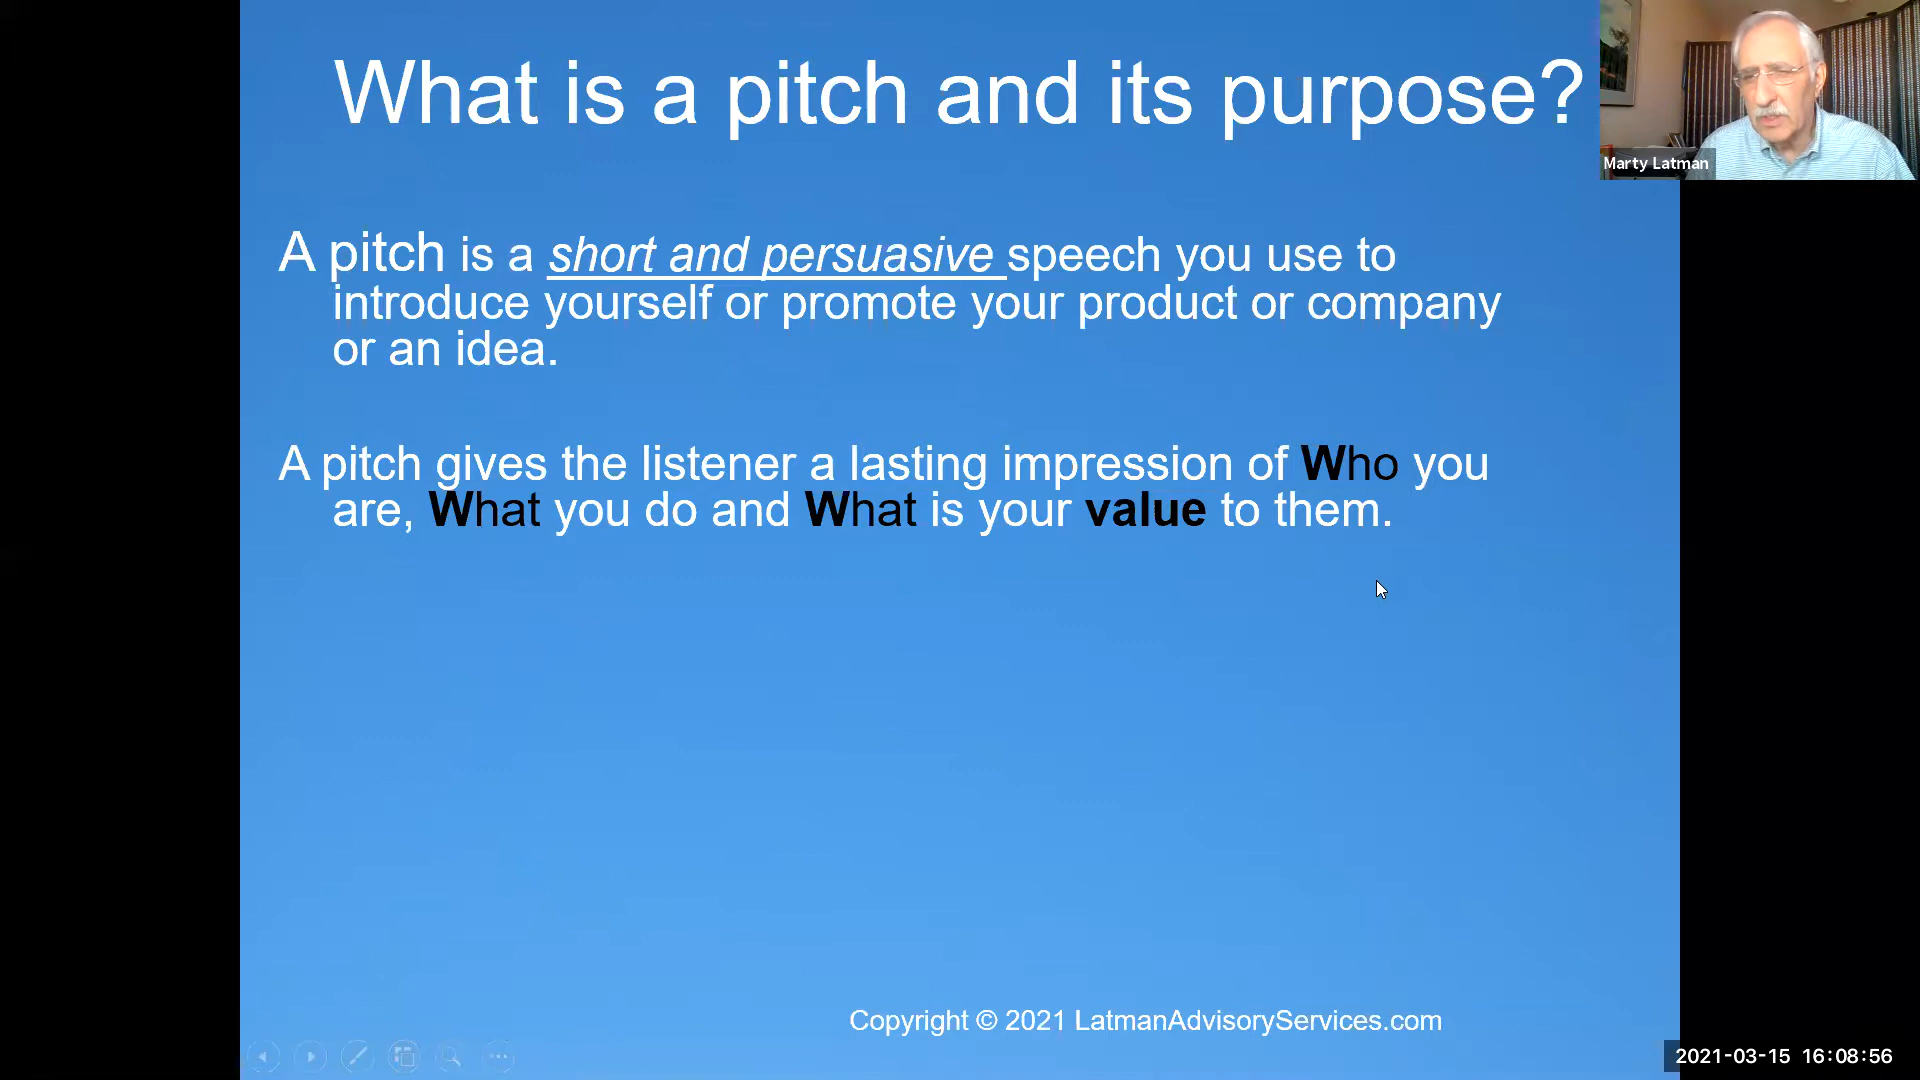 What is a pitch and its purpose?
Marty Latman
A pitch is a short and persuasive speech you use to
introduce yourself or promote your product or company
or an idea.
A pitch gives the listener a lasting impression of Who you
are, What you do and What is your value to them.
Copyright © 2021 LatmanAdvisoryServices.com
2021-03-15 16:08:56